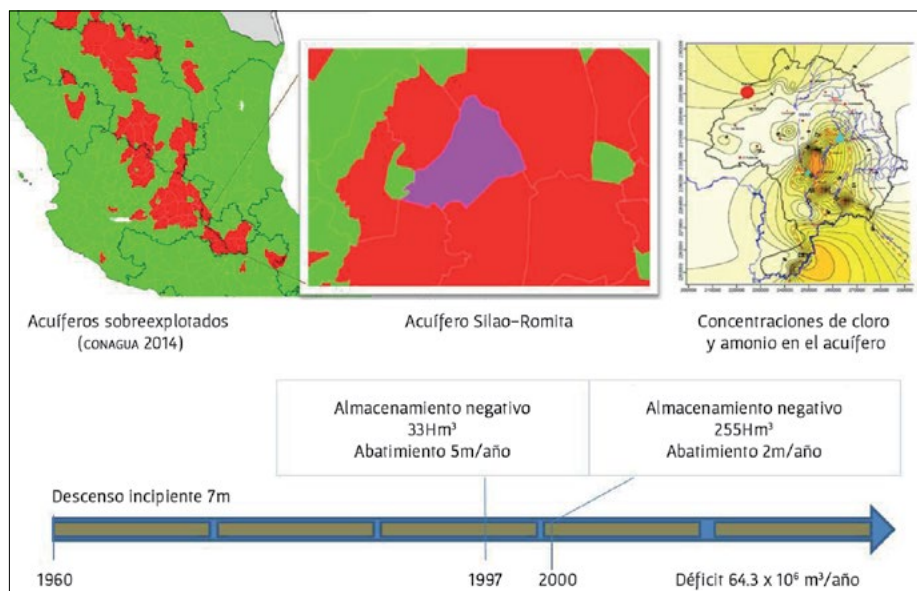 Acuíferos sobreexplotados
(CONAGUA 2014)
Acuífero Silao-Romita
Concentraciones de cloro
y amonio en el acuífero
Almacenamiento negativo
33Hm³
Abatimiento 5m/año
Almacenamiento negativo
255Hm³
Abatimiento 2m/año
Descenso incipiente 7m
1960
1997
2000
Déficit 64.3 x 10⁶ m³/año